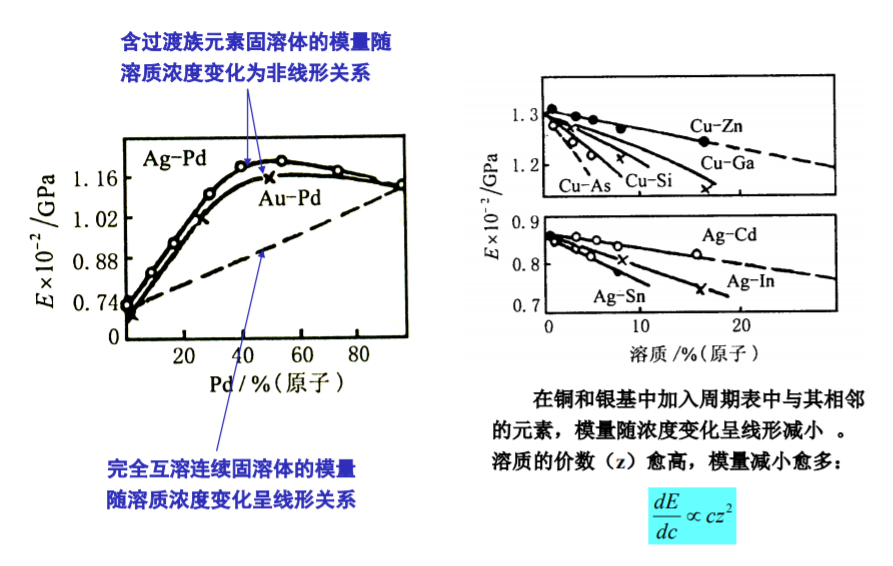 含过渡族元素固溶体的模量随
溶质浓度变化为非线形关系
Ag-Pd
Au-Pd
E×10⁻²/GPa
1.16
1.02
0.88
0.74
0
20
40
60
80
Pd/%(原子)
完全互溶连续固溶体的模量
随溶质浓度变化呈线形关系
E×10⁻²/GPa
1.3
1.2
Cu-Zn
Cu-Ga
Cu-Si
Cu-As
0.9
0.8
0.7
Ag-Cd
Ag-In
Ag-Sn
0
10
20
溶质/%(原子)
在铜和银基中加入周期表中与其相邻
的元素，模量随浓度变化呈线形减小 。
溶质的价数（z）愈高，模量减小愈多：
dE/dc ∝ cz²